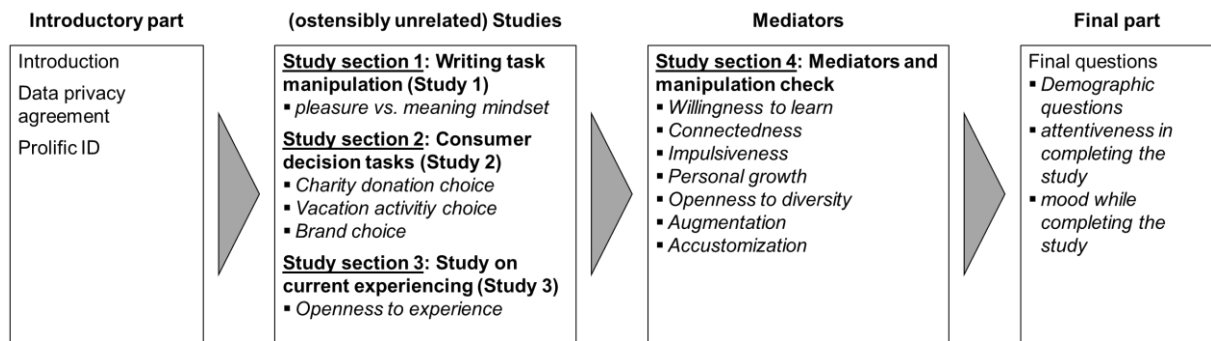 Introductory part
Introduction
Data privacy
agreement
Prolific ID
(ostensibly unrelated) Studies
Study section 1: Writing task
manipulation (Study 1)
▪ pleasure vs. meaning mindset
Study section 2: Consumer
decision tasks (Study 2)
▪ Charity donation choice
▪ Vacation activitiy choice
▪ Brand choice
Study section 3: Study on
current experiencing (Study 3)
▪ Openness to experience
Mediators
Study section 4: Mediators and
manipulation check
▪ Willingness to learn
▪ Connectedness
▪ Impulsiveness
▪ Personal growth
▪ Openness to diversity
▪ Augmentation
▪ Accustomization
Final part
Final questions
▪ Demographic
questions
▪ attentiveness in
completing the
study
▪ mood while
completing the
study